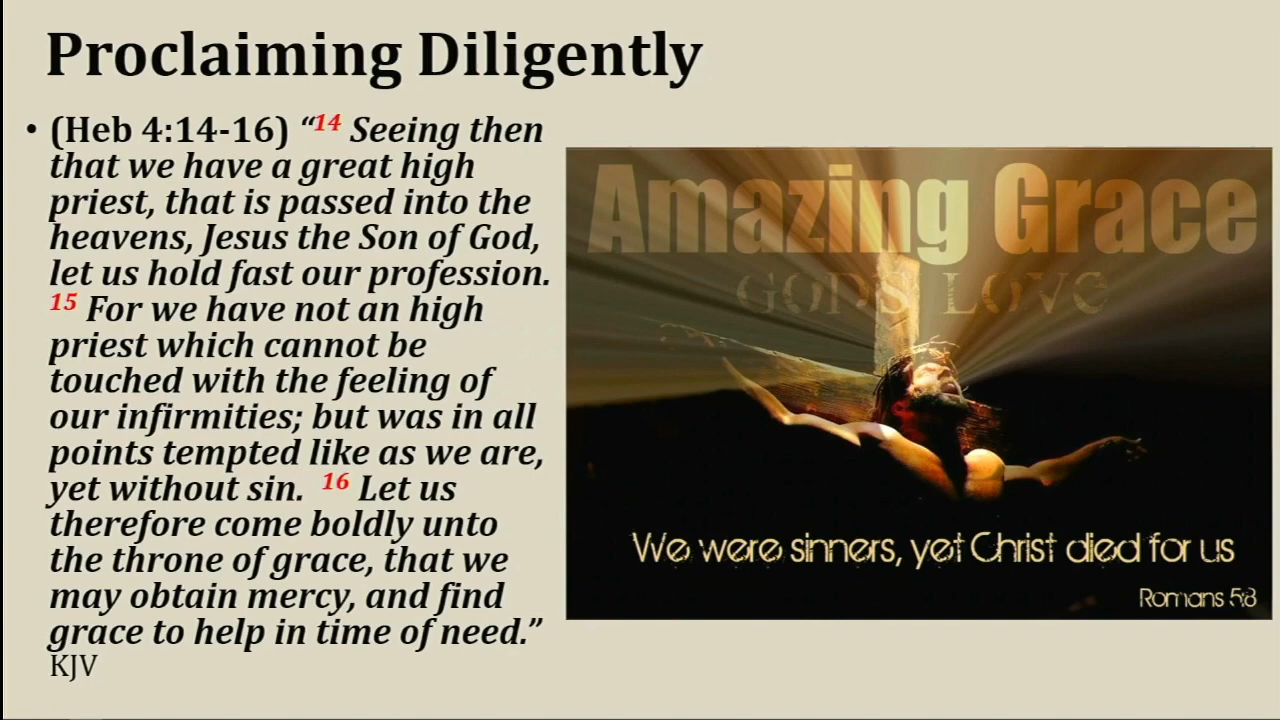 Proclaiming Diligently
• (Heb 4:14-16) “14 Seeing then
that we have a great high
priest, that is passed into the
heavens, Jesus the Son of God,
let us hold fast our profession.
15 For we have not an high
priest which cannot be
touched with the feeling of
our infirmities; but was in all
points tempted like as we are,
yet without sin. 16 Let us
therefore come boldly unto
the throne of grace, that we
may obtain mercy, and find
grace to help in time of need.”
KJV
Amazing Grace
GOD'S LOVE
We were sinners, yet Christ died for us
Romans 5:8